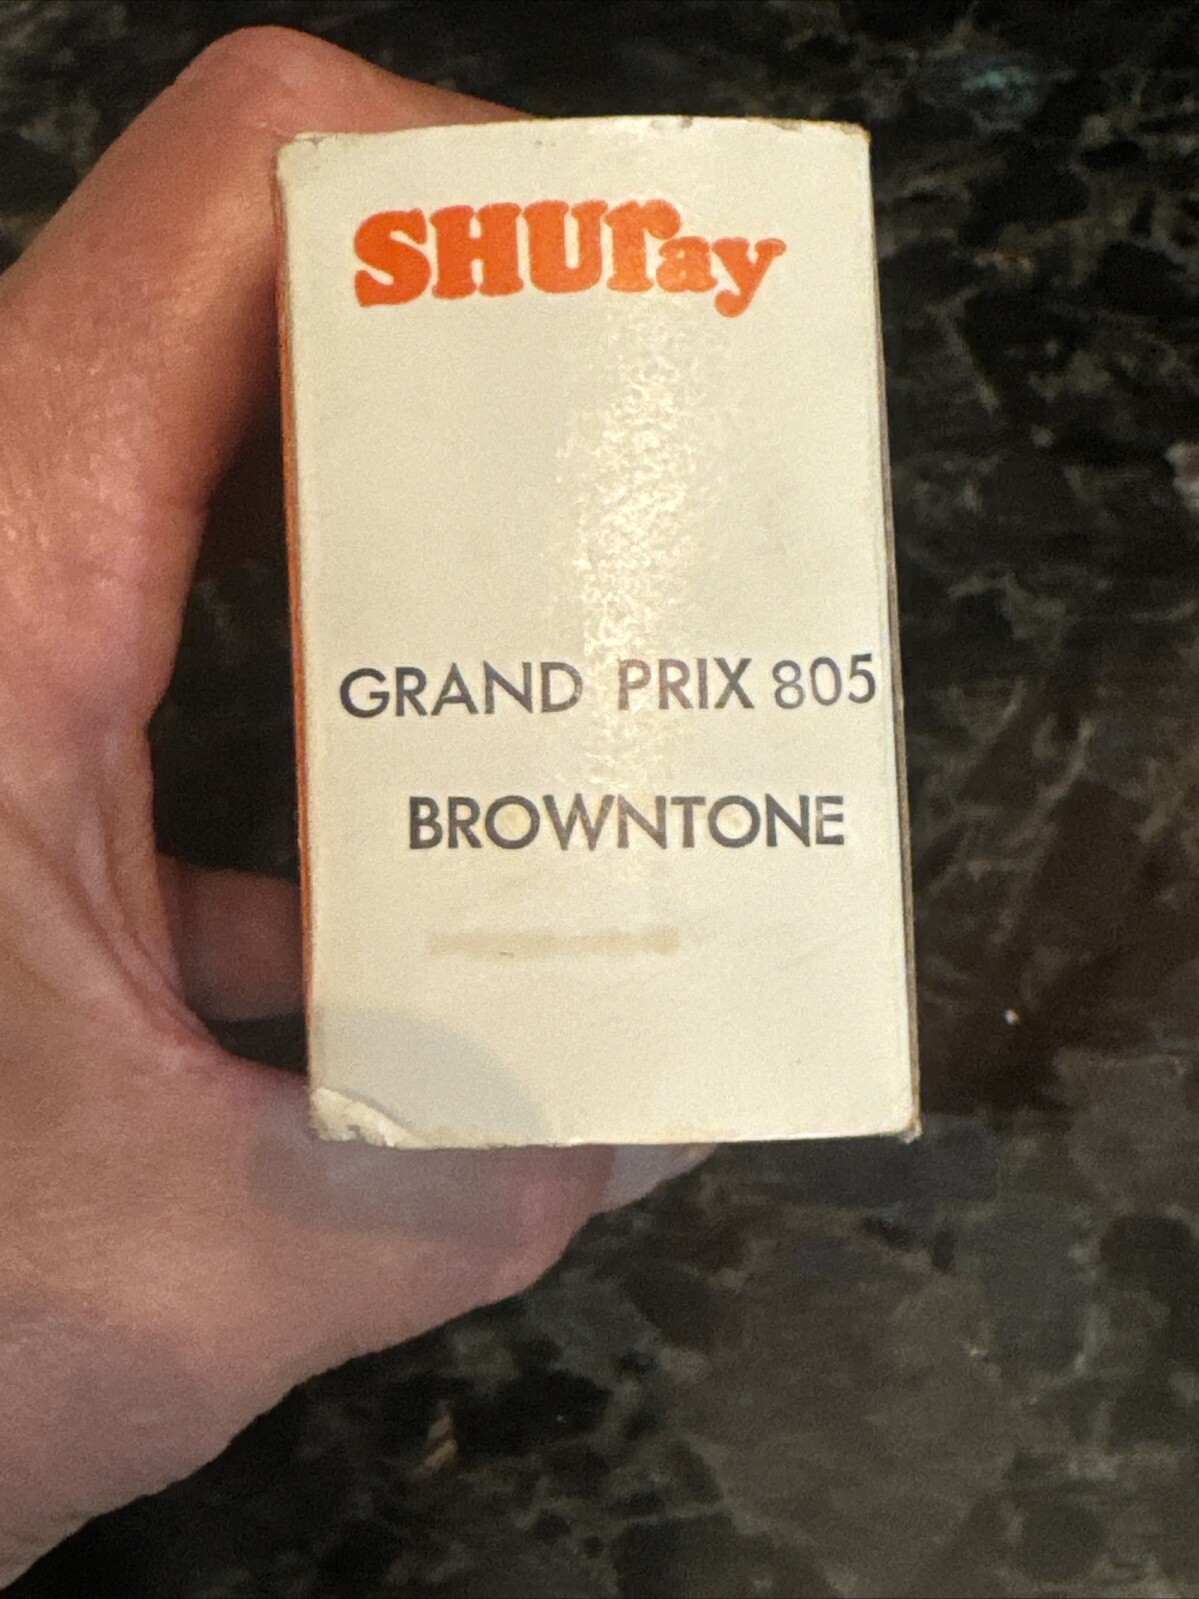 SHUray
GRAND PRIX 805
BROWNTONE